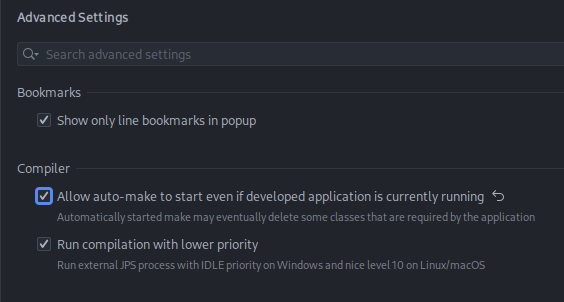 Advanced Settings
Search advanced settings
Bookmarks
Show only line bookmarks in popup
Compiler
Allow auto-make to start even if developed application is currently running
Automatically started make may eventually delete some classes that are required by the application
Run compilation with lower priority
Run external JPS process with IDLE priority on Windows and nice level 10 on Linux/macOS